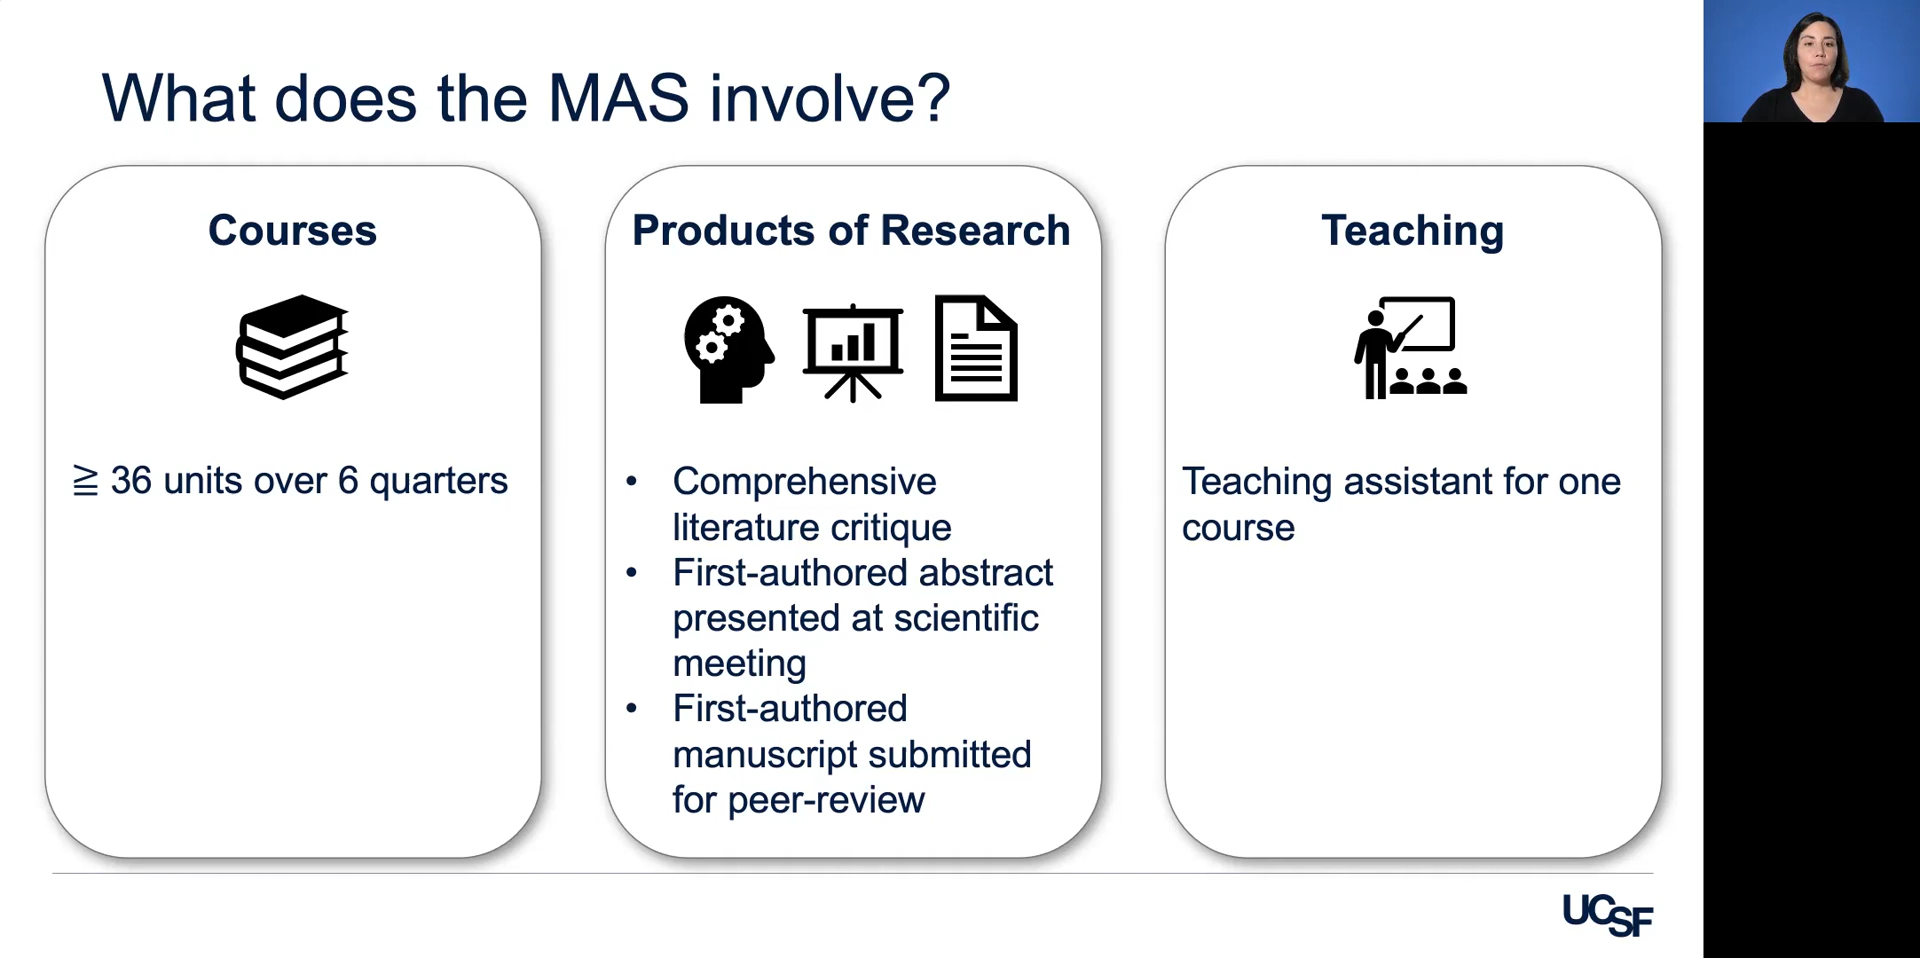 What does the MAS involve?
Courses
≧ 36 units over 6 quarters
Products of Research
• Comprehensive
literature critique
• First-authored abstract
presented at scientific
meeting
• First-authored
manuscript submitted
for peer-review
Teaching
Teaching assistant for one
course
UCSF